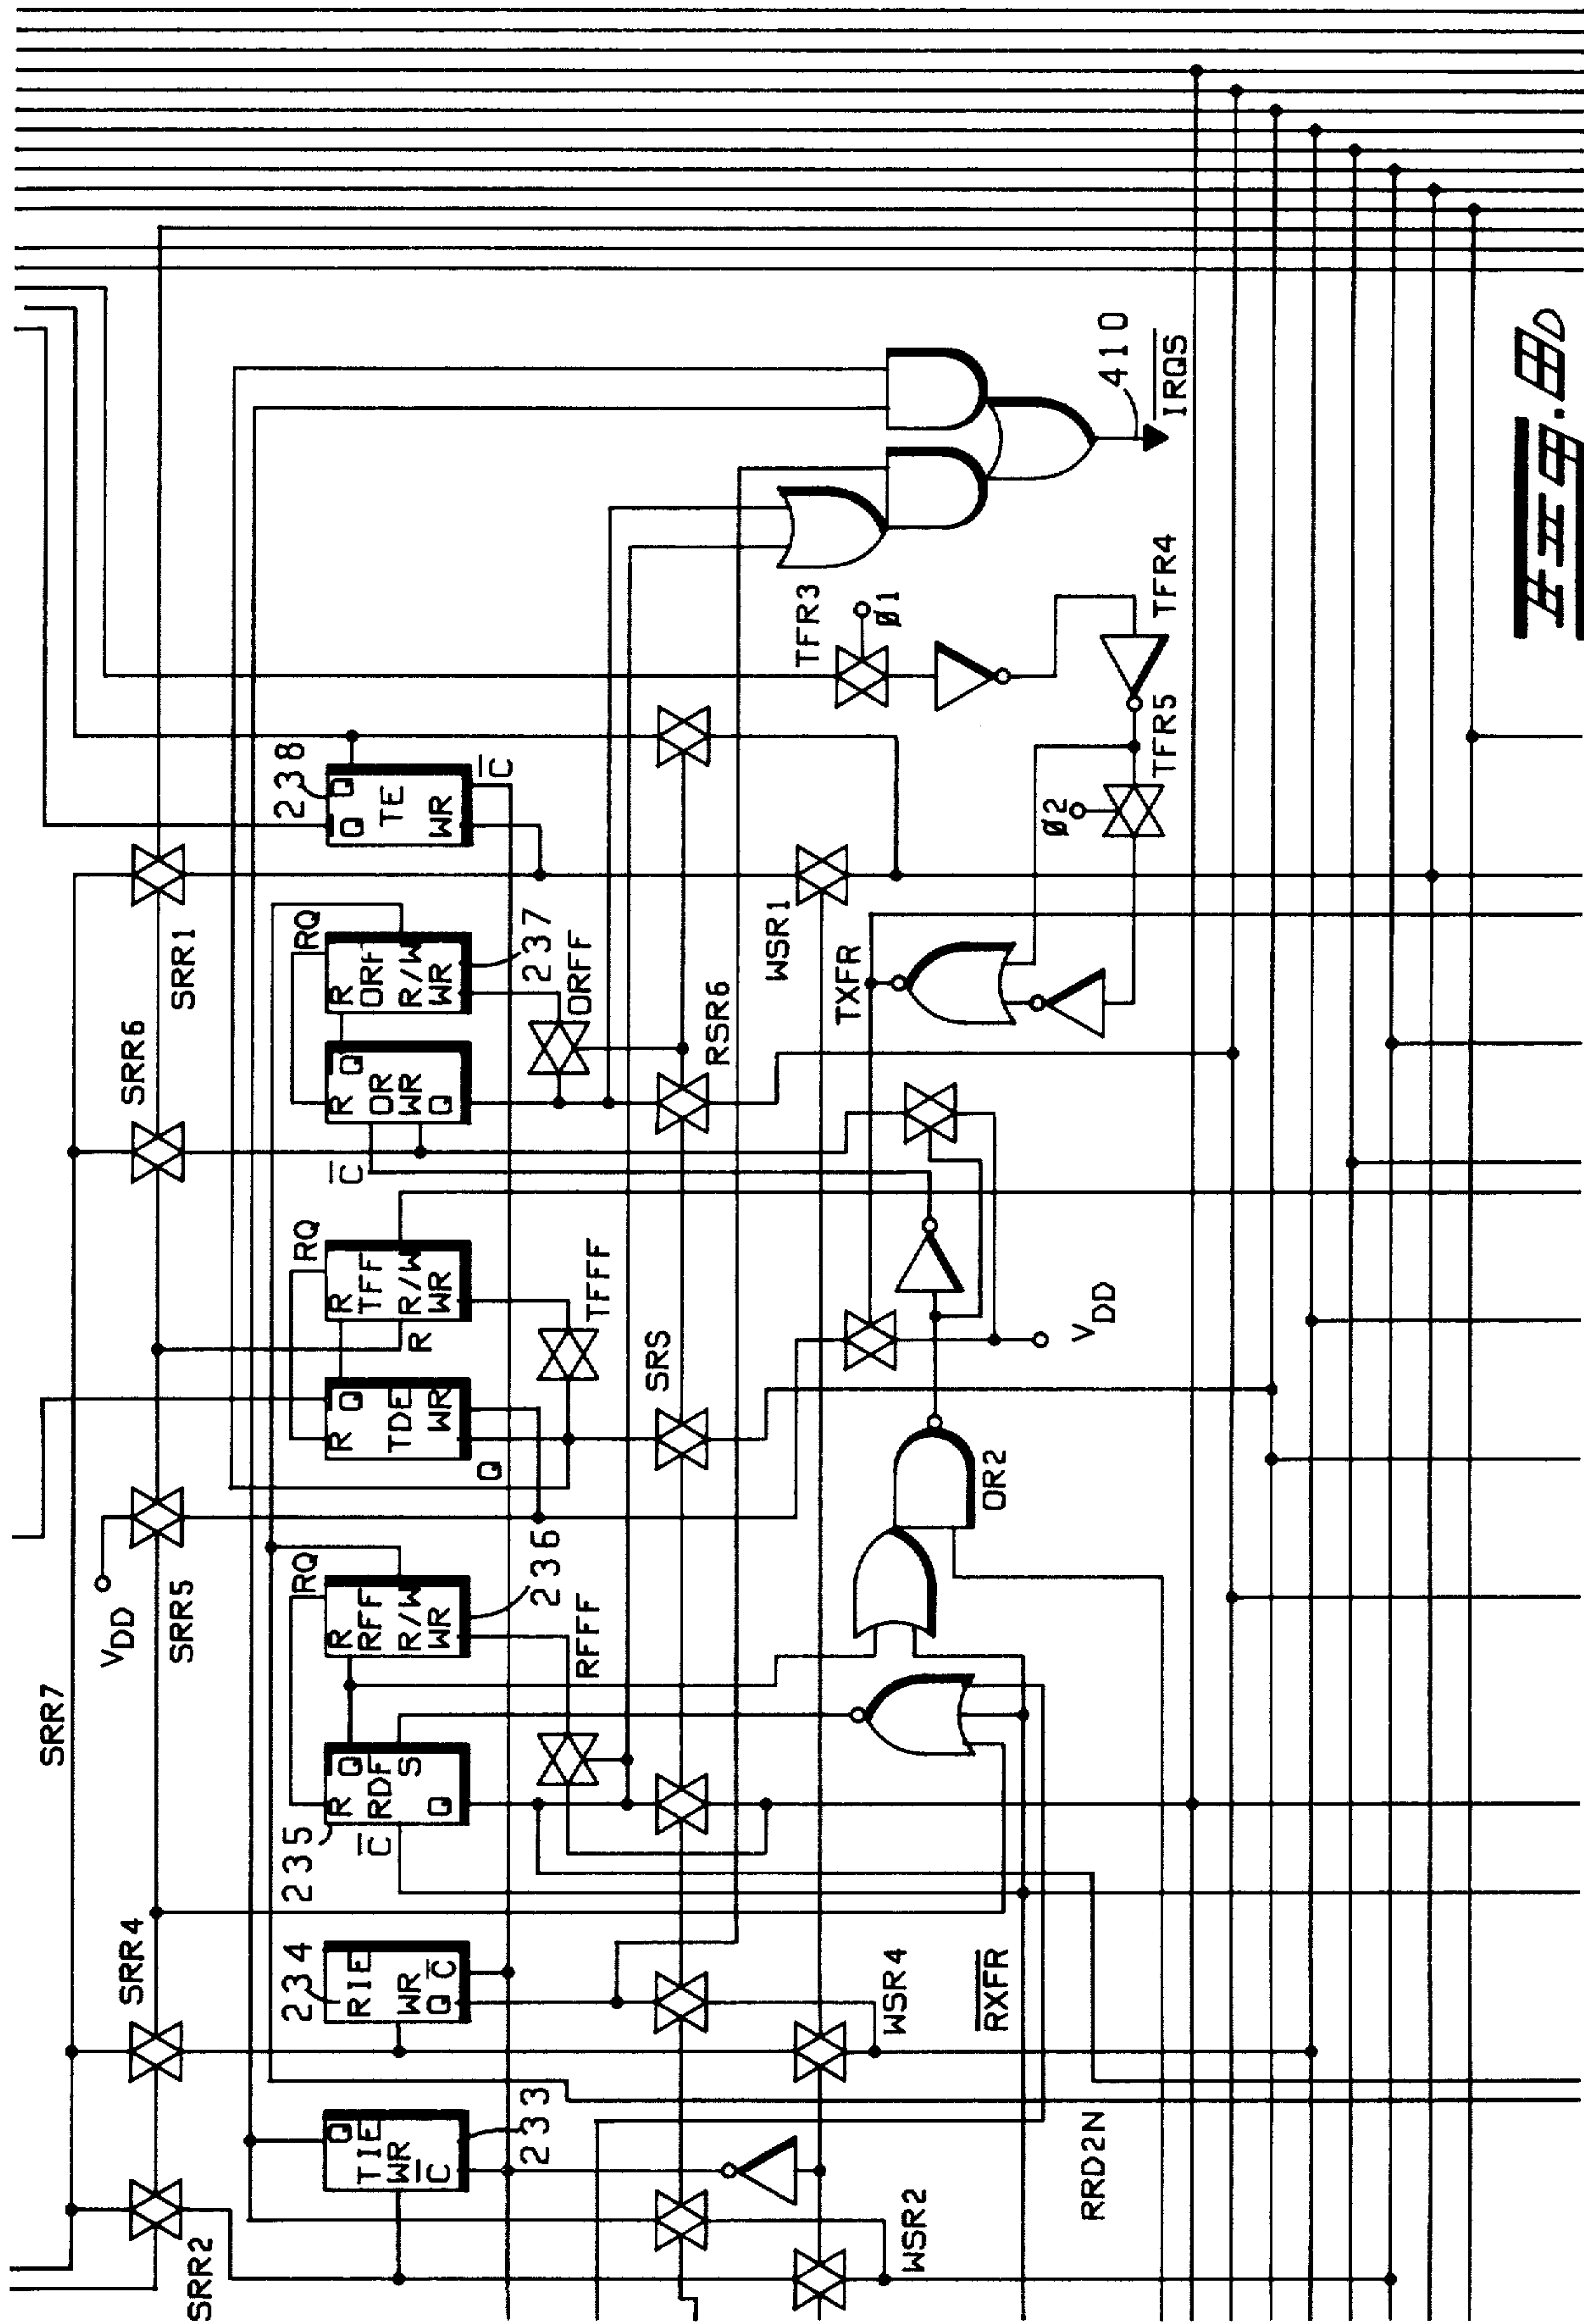 SRR7
SRR2
SRR4
SRR5
VDD
SRR6
SRR1
233
Q
TIE
WR
C̅
234
RIE
WR
Q C̅
235
C̅
R Q̅
RDF
S
Q
RQ
R
RFF
R/W
WR
236
RFFF
R Q̅
TDE
WR
Q
RQ
R
TFF
R/W
WR
R
TFFF
SRS
C̅
R Q̅
OR
WR
Q
RQ
R
ORF
R/W
WR
237
ORFF
RSR6
238
Q̅ Q
TE
WR
C̅
WSR2
WSR4
WSR1
RRD2N
R̅X̅F̅R̅
OR2
VDD
TXFR
TFR3
Ø1
TFR4
TFR5
Ø2
410
I̅R̅Q̅S̅
Fig. 8D